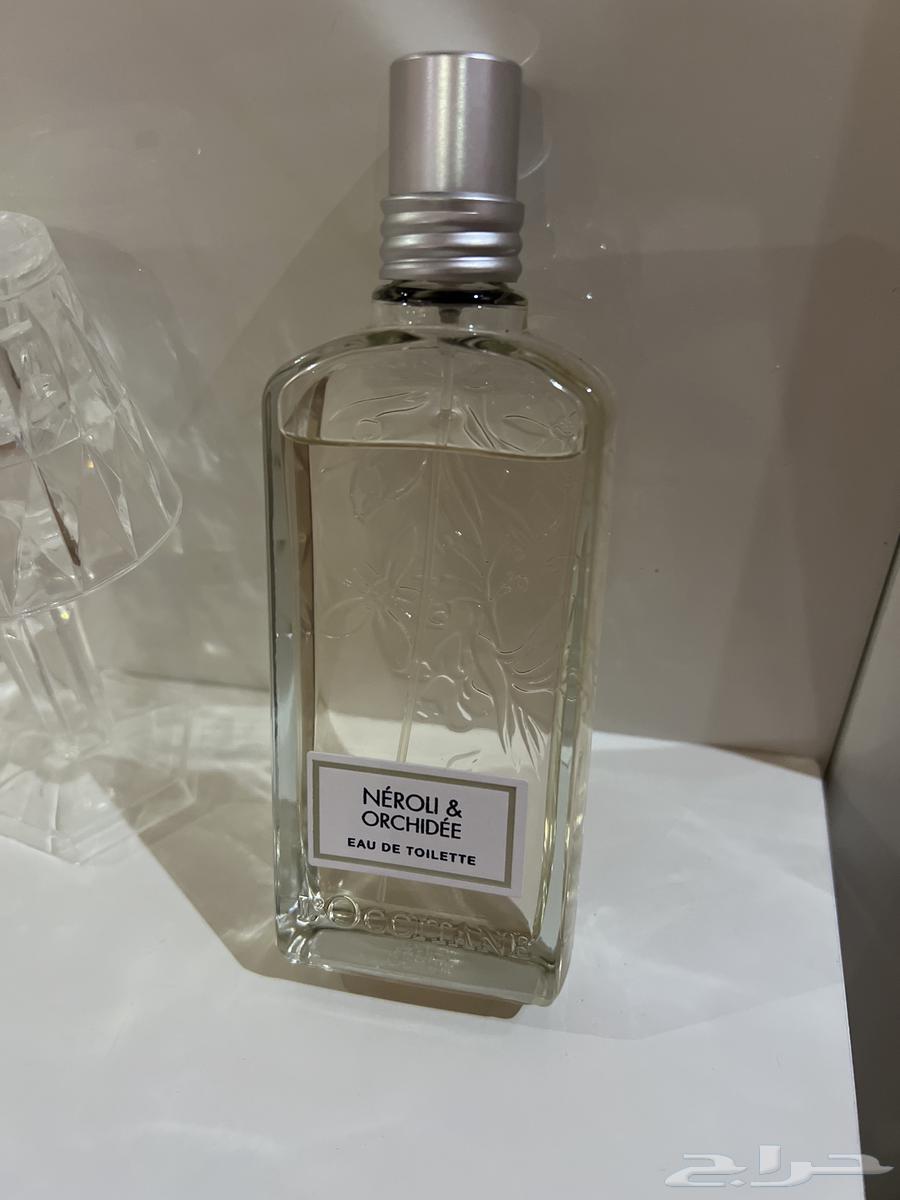 NÉROLI &
ORCHIDÉE
EAU DE TOILETTE
L'OCCITANE
حراج